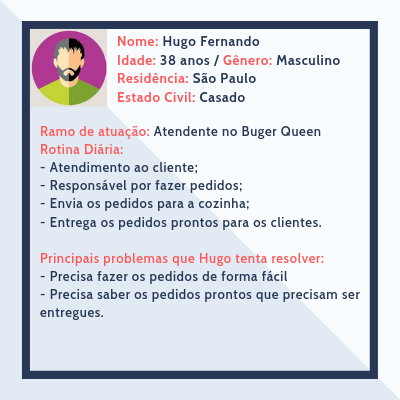 Nome: Hugo Fernando
Idade: 38 anos / Gênero: Masculino
Residência: São Paulo
Estado Civil: Casado
Ramo de atuação: Atendente no Buger Queen
Rotina Diária:
- Atendimento ao cliente;
- Responsável por fazer pedidos;
- Envia os pedidos para a cozinha;
- Entrega os pedidos prontos para os clientes.
Principais problemas que Hugo tenta resolver:
- Precisa fazer os pedidos de forma fácil
- Precisa saber os pedidos prontos que precisam ser
entregues.